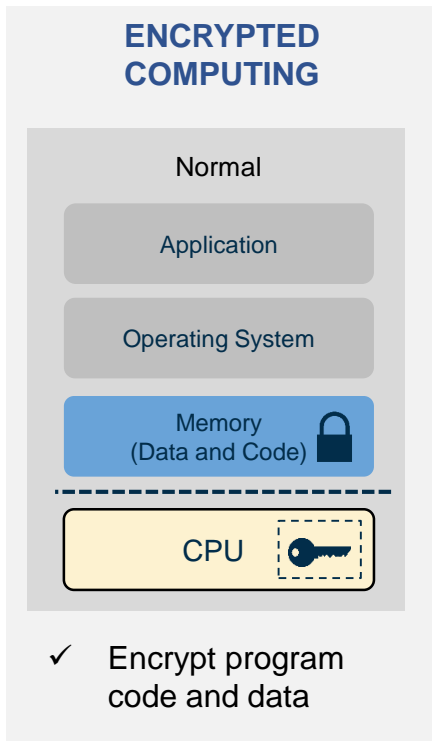 ENCRYPTED
COMPUTING
Normal
Application
Operating System
Memory
(Data and Code)
CPU
✓ Encrypt program
code and data